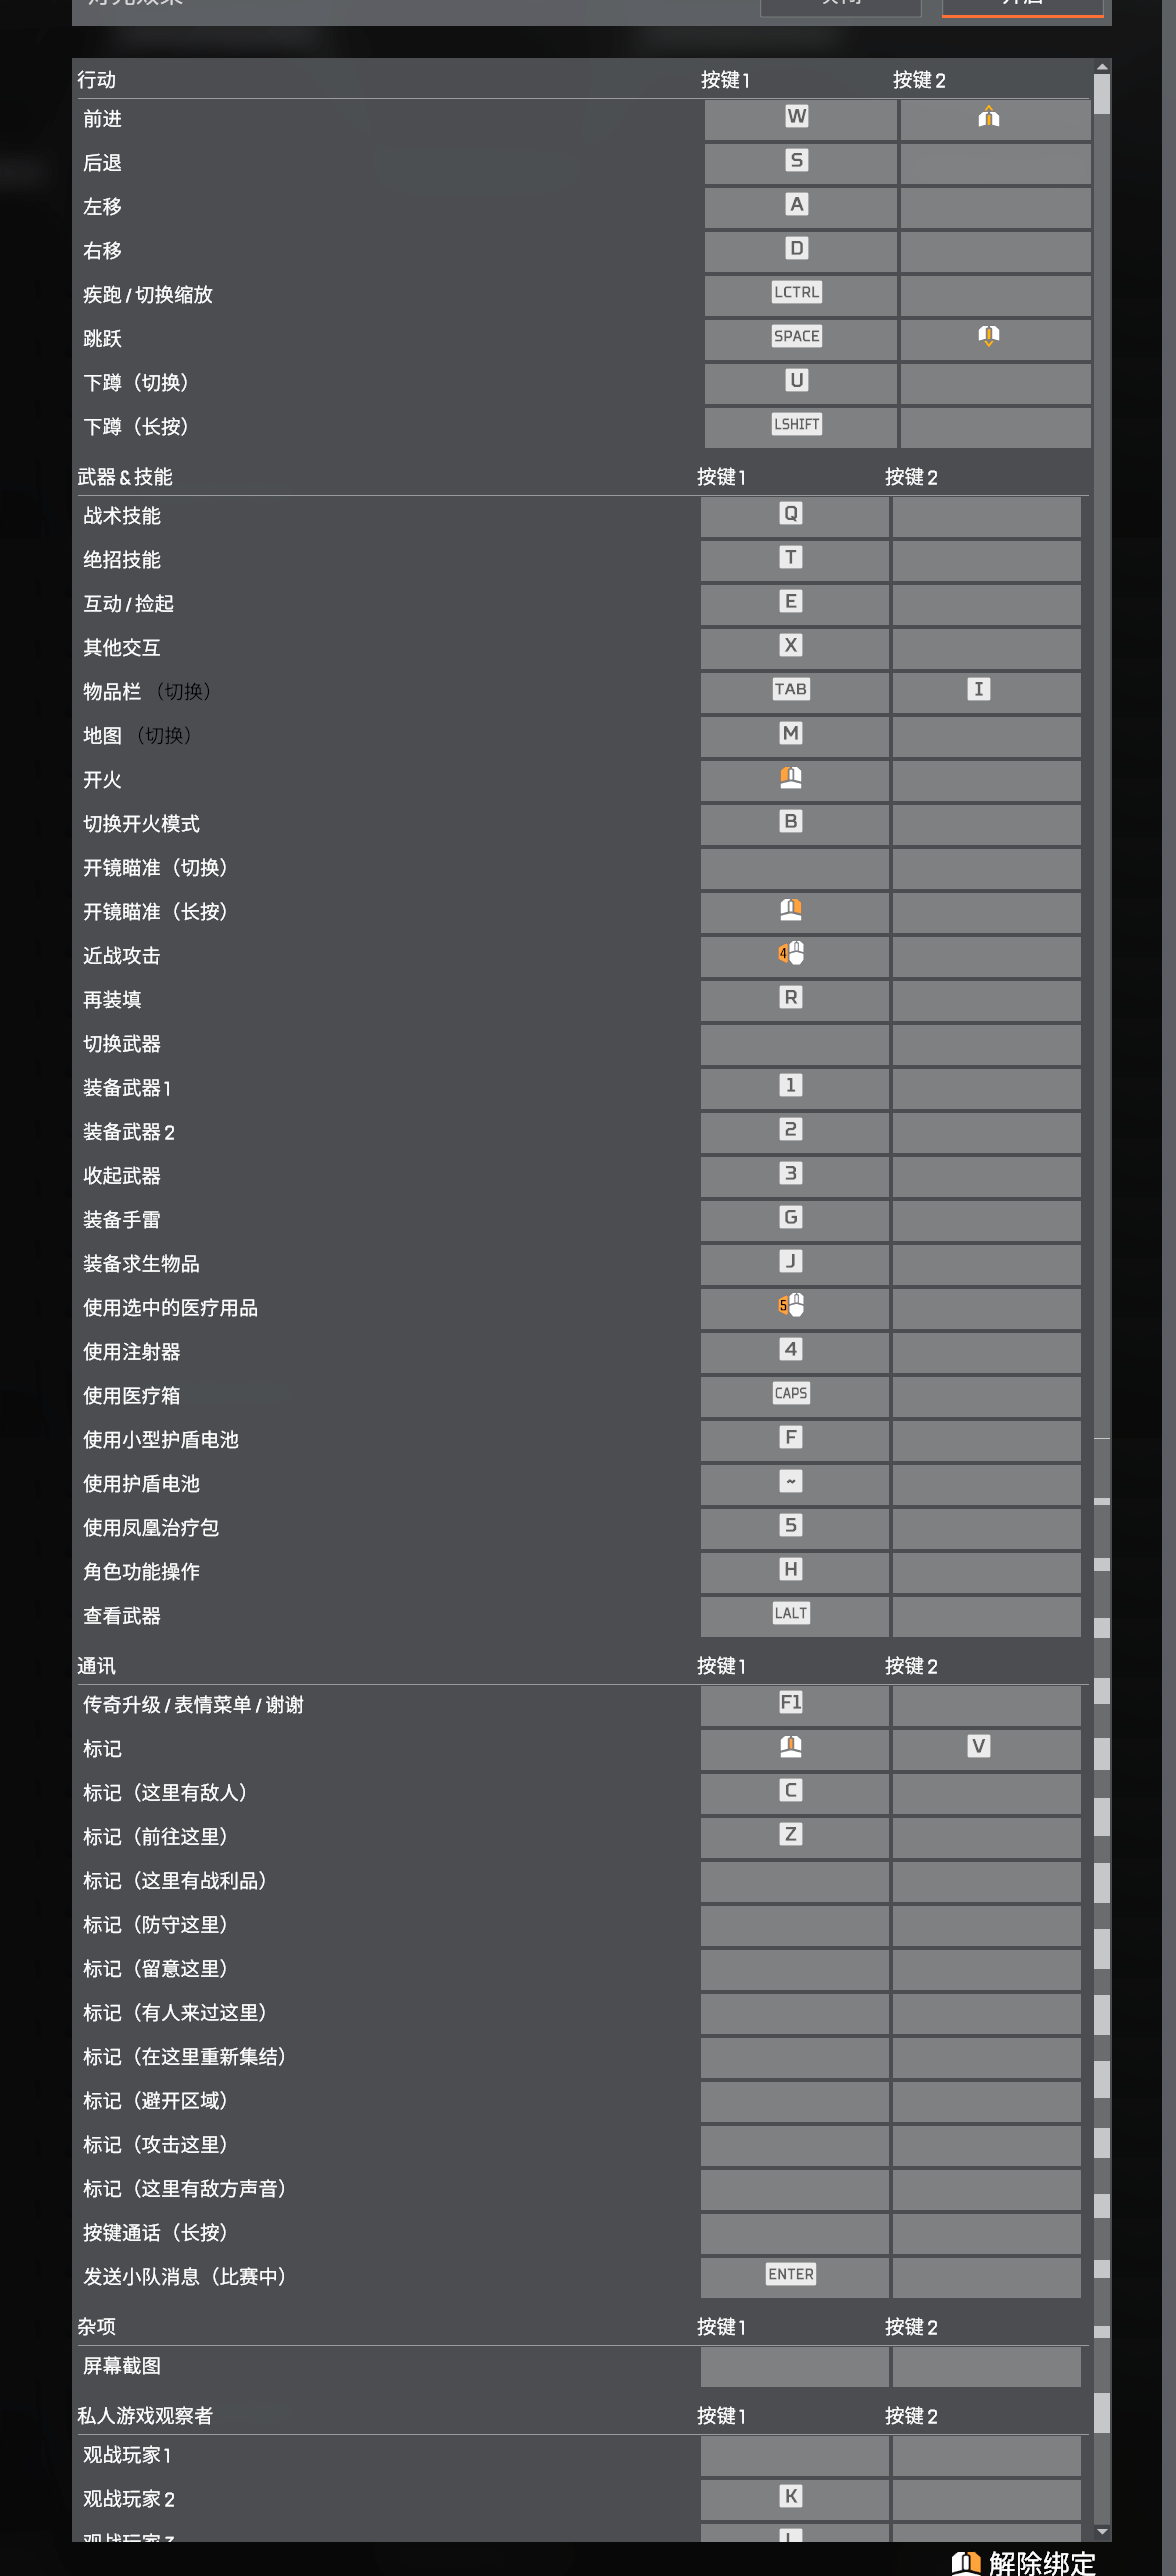 行动 按键1 按键2
前进 W
后退 S
左移 A
右移 D
疾跑/切换缩放 LCTRL
跳跃 SPACE
下蹲（切换） U
下蹲（长按） LSHIFT
武器&技能 按键1 按键2
战术技能 Q
绝招技能 T
互动/捡起 E
其他交互 X
物品栏（切换） TAB I
地图（切换） M
开火
切换开火模式 B
开镜瞄准（切换）
开镜瞄准（长按）
近战攻击 4
再装填 R
切换武器
装备武器1 1
装备武器2 2
收起武器 3
装备手雷 G
装备求生物品 J
使用选中的医疗用品 5
使用注射器 4
使用医疗箱 CAPS
使用小型护盾电池 F
使用护盾电池 ~
使用凤凰治疗包 5
角色功能操作 H
查看武器 LALT
通讯 按键1 按键2
传奇升级/表情菜单/谢谢 F1
标记 V
标记（这里有敌人） C
标记（前往这里） Z
标记（这里有战利品）
标记（防守这里）
标记（留意这里）
标记（有人来过这里）
标记（在这里重新集结）
标记（避开区域）
标记（攻击这里）
标记（这里有敌方声音）
按键通话（长按）
发送小队消息（比赛中） ENTER
杂项 按键1 按键2
屏幕截图
私人游戏观察者 按键1 按键2
观战玩家1
观战玩家2 K
解除绑定